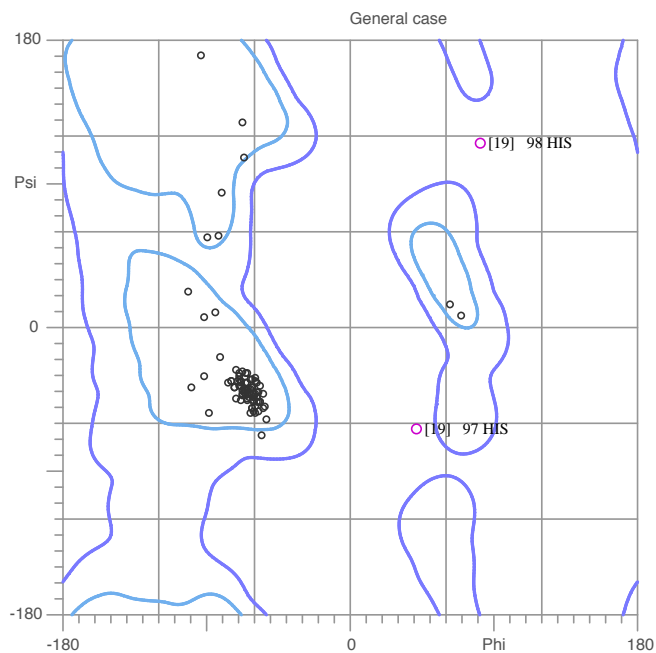 General case
180
[19] 98 HIS
Psi
0
[19] 97 HIS
-180
-180 0 Phi 180